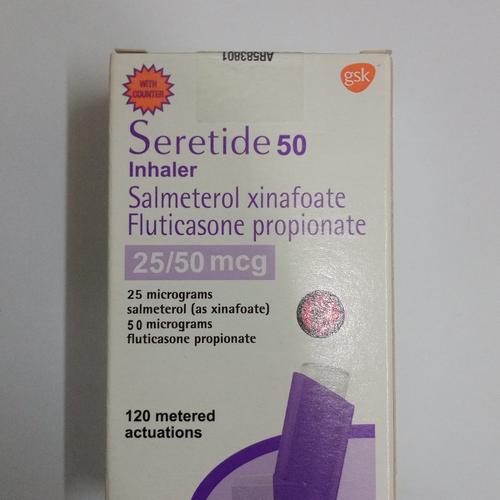 AR583801
WITH
COUNTER
gsk
Seretide 50
Inhaler
Salmeterol xinafoate
Fluticasone propionate
25/50 mcg
25 micrograms
salmeterol (as xinafoate)
50 micrograms
fluticasone propionate
120 metered
actuations